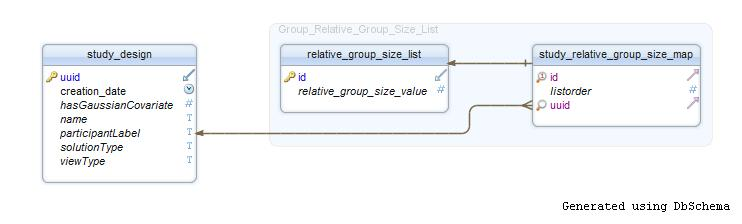 Group_Relative_Group_Size_List
study_design
uuid
creation_date
hasGaussianCovariate #
name T
participantLabel T
solutionType T
viewType T
relative_group_size_list
id
relative_group_size_value #
study_relative_group_size_map
id
listorder #
uuid
Generated using DbSchema